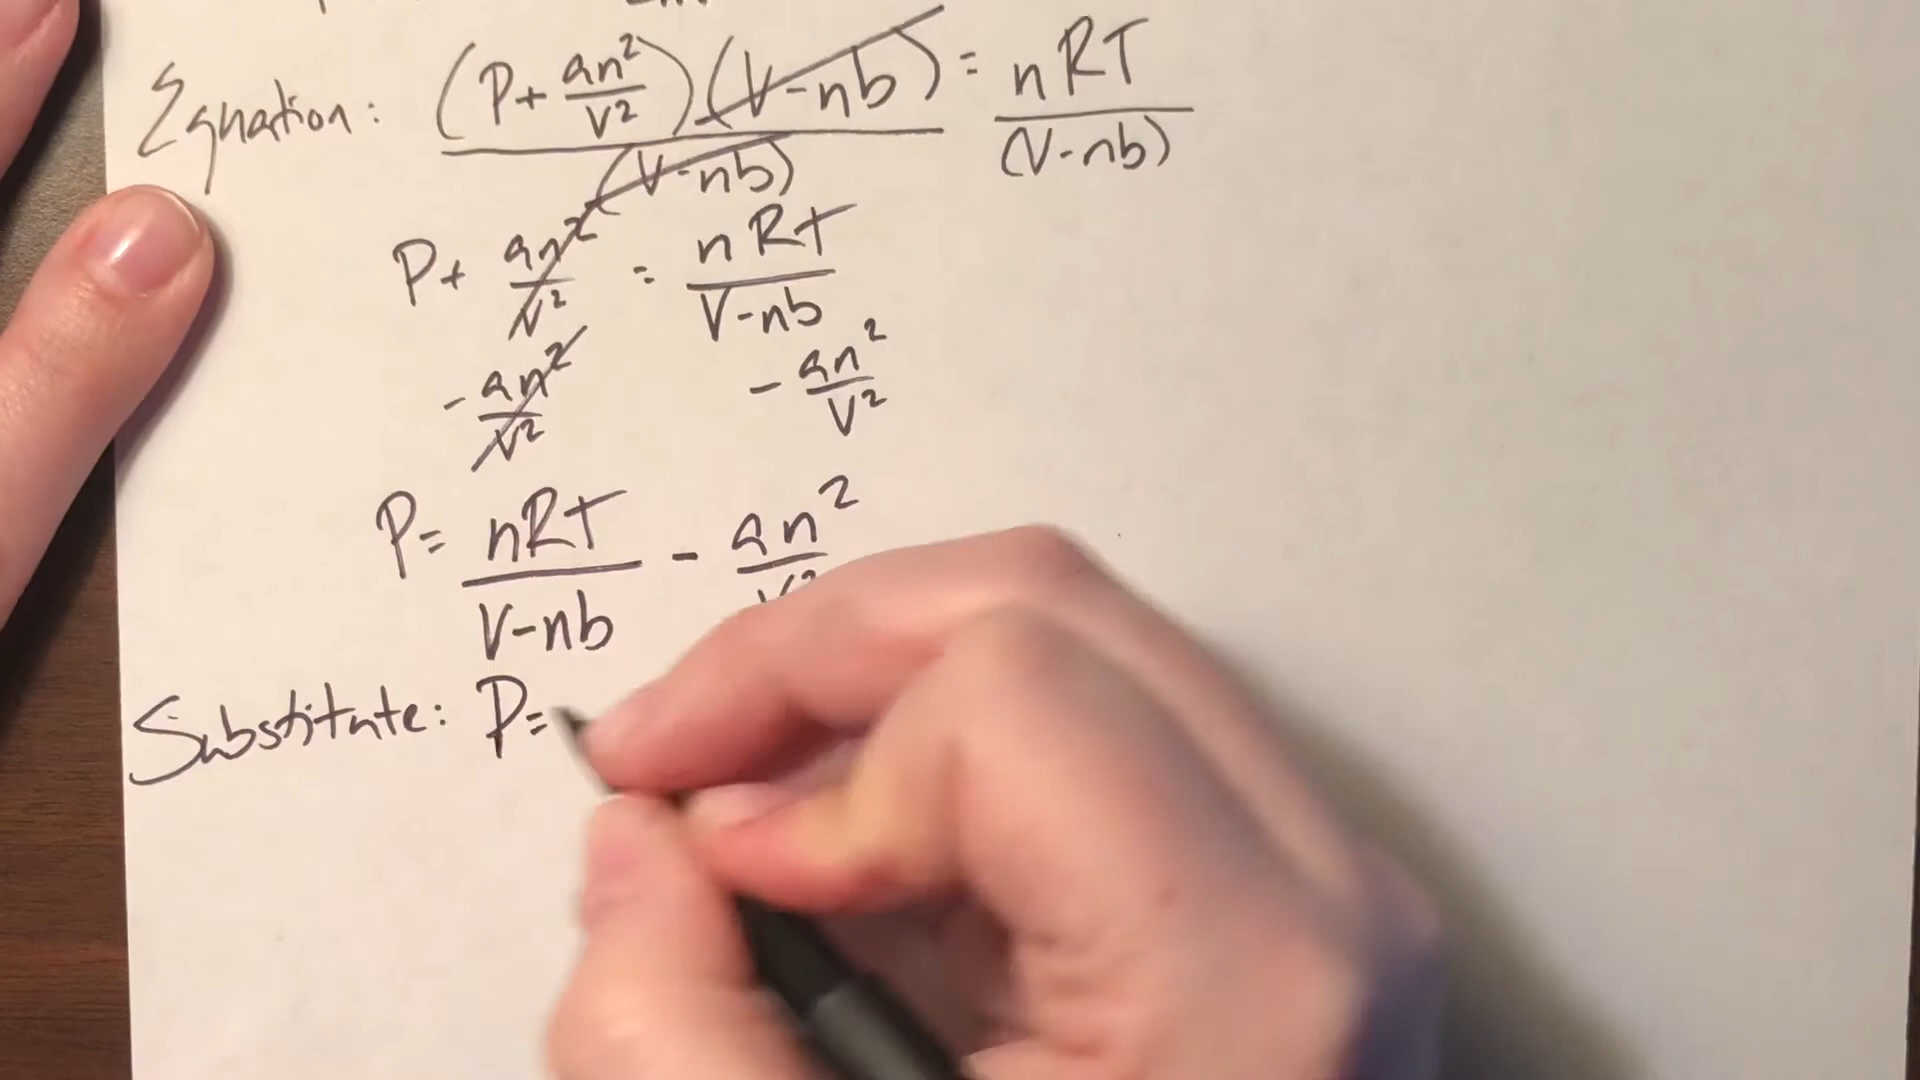 Equation: (P+ an²/V²)(V-nb) / (V-nb) = nRT / (V-nb)
P+ an²/V² = nRT / V-nb
- an²/V² - an²/V²
P= nRT / V-nb - an² / V²
Substitute: P=